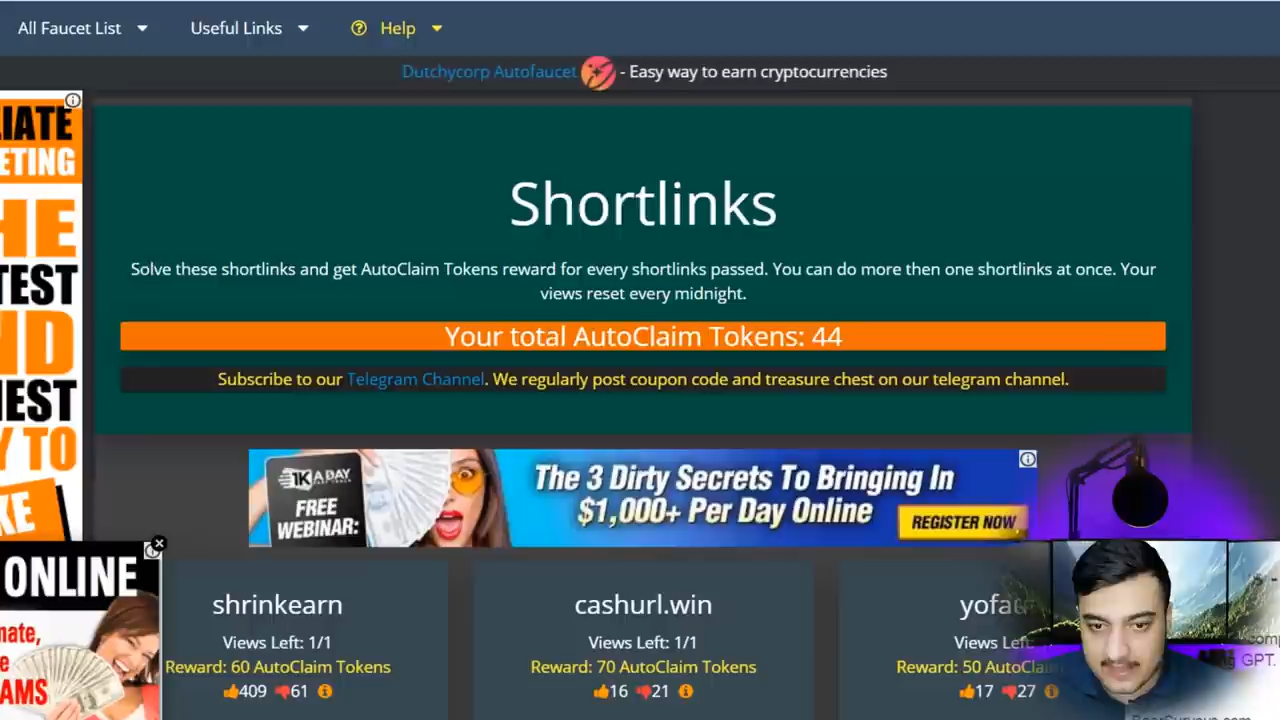 All Faucet List
Useful Links
Help
Dutchycorp Autofaucet - Easy way to earn cryptocurrencies
Shortlinks
Solve these shortlinks and get AutoClaim Tokens reward for every shortlinks passed. You can do more then one shortlinks at once. Your
views reset every midnight.
Your total AutoClaim Tokens: 44
Subscribe to our Telegram Channel. We regularly post coupon code and treasure chest on our telegram channel.
1K A DAY
FREE
WEBINAR:
The 3 Dirty Secrets To Bringing In
$1,000+ Per Day Online
REGISTER NOW
ONLINE
shrinkearn
Views Left: 1/1
Reward: 60 AutoClaim Tokens
409 61
cashurl.win
Views Left: 1/1
Reward: 70 AutoClaim Tokens
16 21
Views
Reward: 50
17 27
GPT.